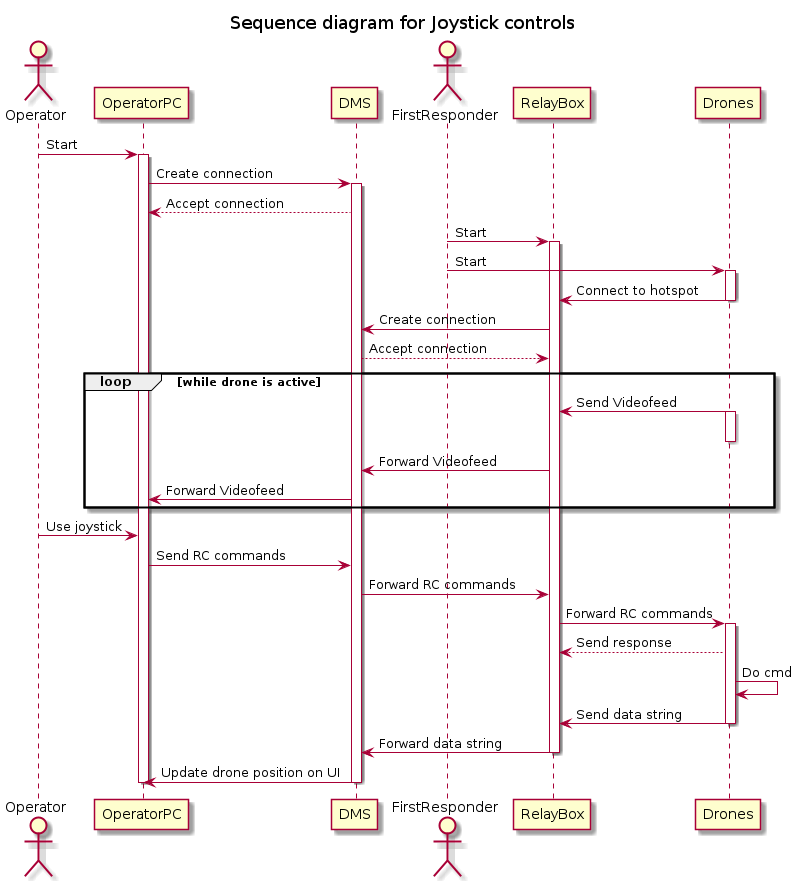 Sequence diagram for Joystick controls
Operator
OperatorPC
DMS
FirstResponder
RelayBox
Drones
Start
Create connection
Accept connection
Start
Start
Connect to hotspot
Create connection
Accept connection
loop [while drone is active]
Send Videofeed
Forward Videofeed
Forward Videofeed
Use joystick
Send RC commands
Forward RC commands
Forward RC commands
Send response
Do cmd
Send data string
Forward data string
Update drone position on UI
Operator
OperatorPC
DMS
FirstResponder
RelayBox
Drones